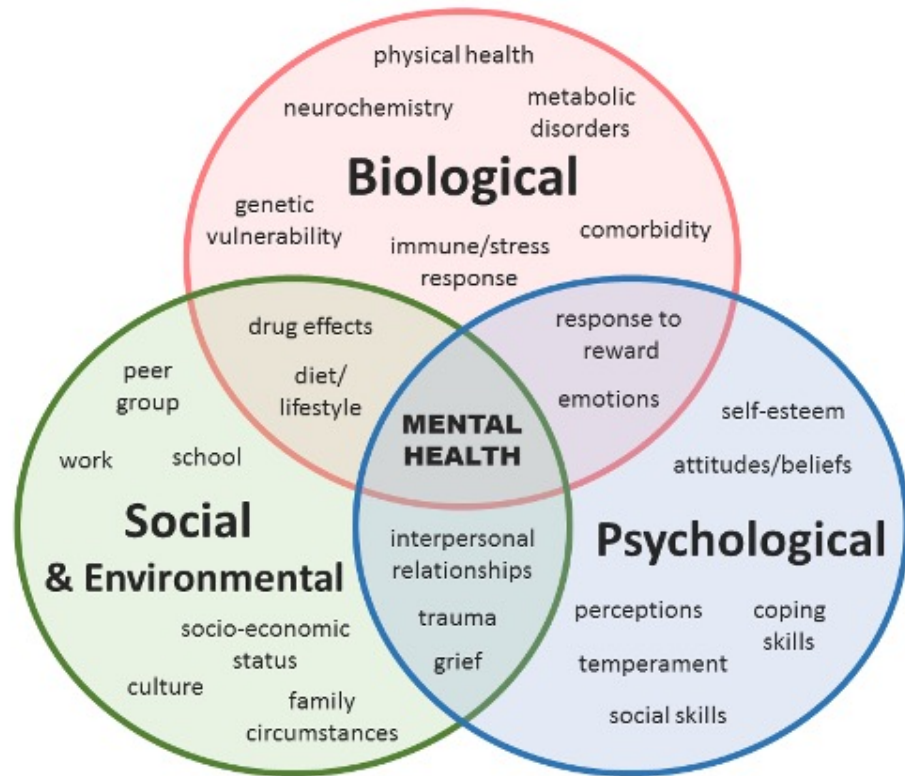 physical health
neurochemistry
metabolic
disorders
Biological
genetic
vulnerability
immune/stress
response
comorbidity
drug effects
diet/
lifestyle
response to
reward
emotions
MENTAL
HEALTH
peer
group
work
school
Social
& Environmental
socio-economic
status
culture
family
circumstances
interpersonal
relationships
trauma
grief
self-esteem
attitudes/beliefs
Psychological
perceptions
coping
skills
temperament
social skills